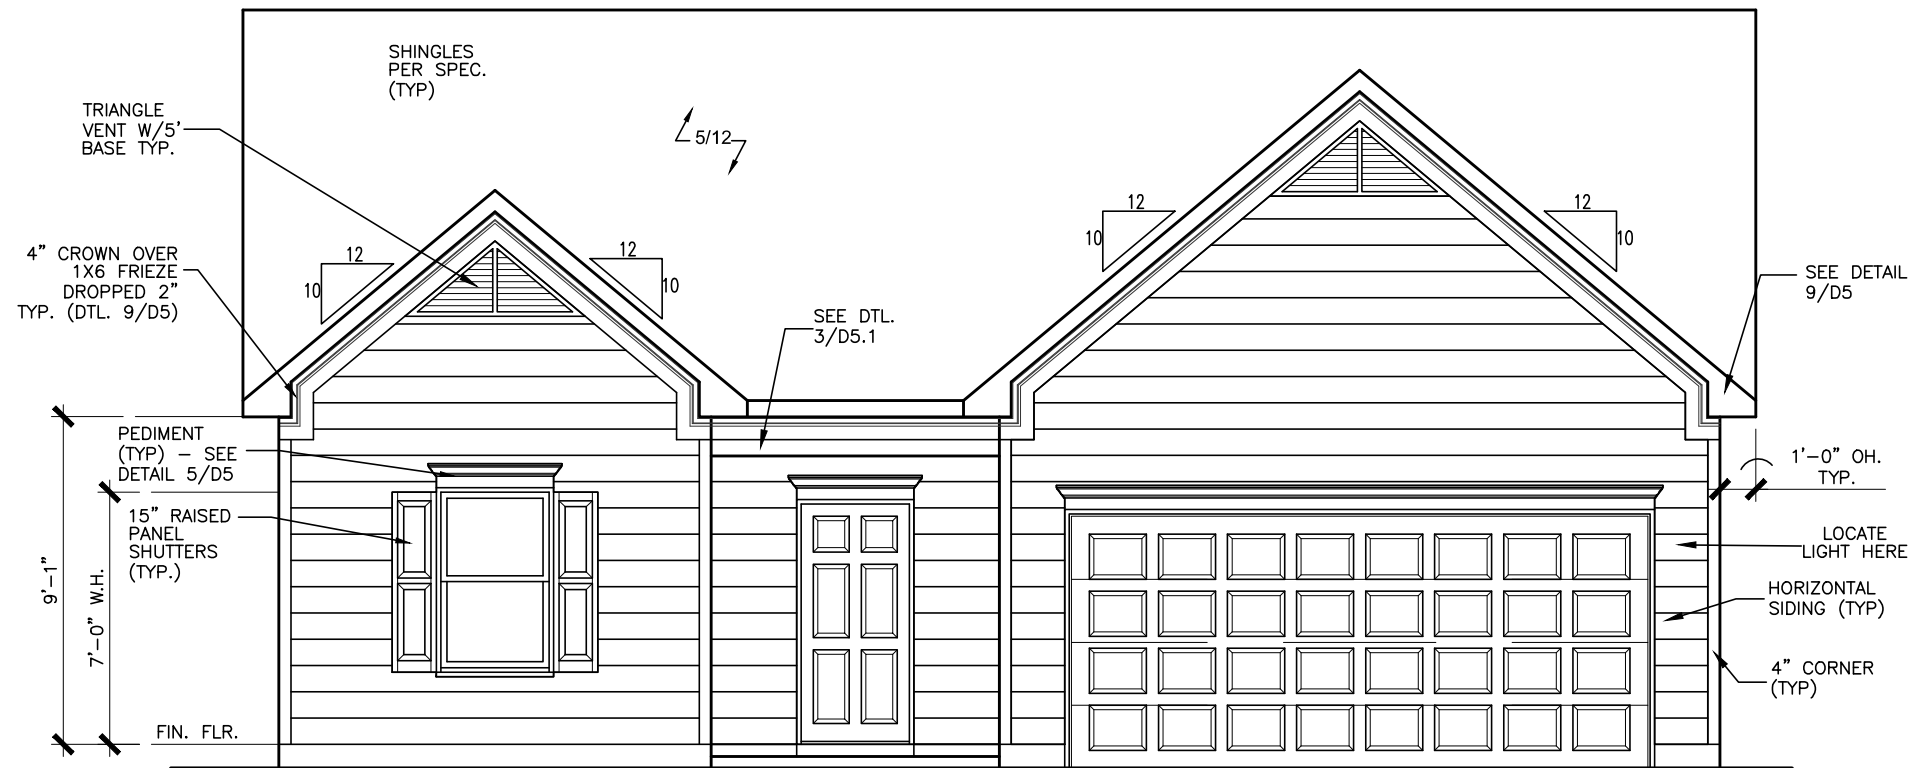 SHINGLES
PER SPEC.
(TYP)
TRIANGLE
VENT W/5'
BASE TYP.
5/12
12
10
12
10
4" CROWN OVER
1X6 FRIEZE
DROPPED 2"
TYP. (DTL. 9/D5)
12
10
12
10
SEE DETAIL
9/D5
SEE DTL.
3/D5.1
PEDIMENT
(TYP) – SEE
DETAIL 5/D5
1'-0" OH.
TYP.
15" RAISED
PANEL
SHUTTERS
(TYP.)
LOCATE
LIGHT HERE
9'-1"
7'-0" W.H.
HORIZONTAL
SIDING (TYP)
4" CORNER
(TYP)
FIN. FLR.